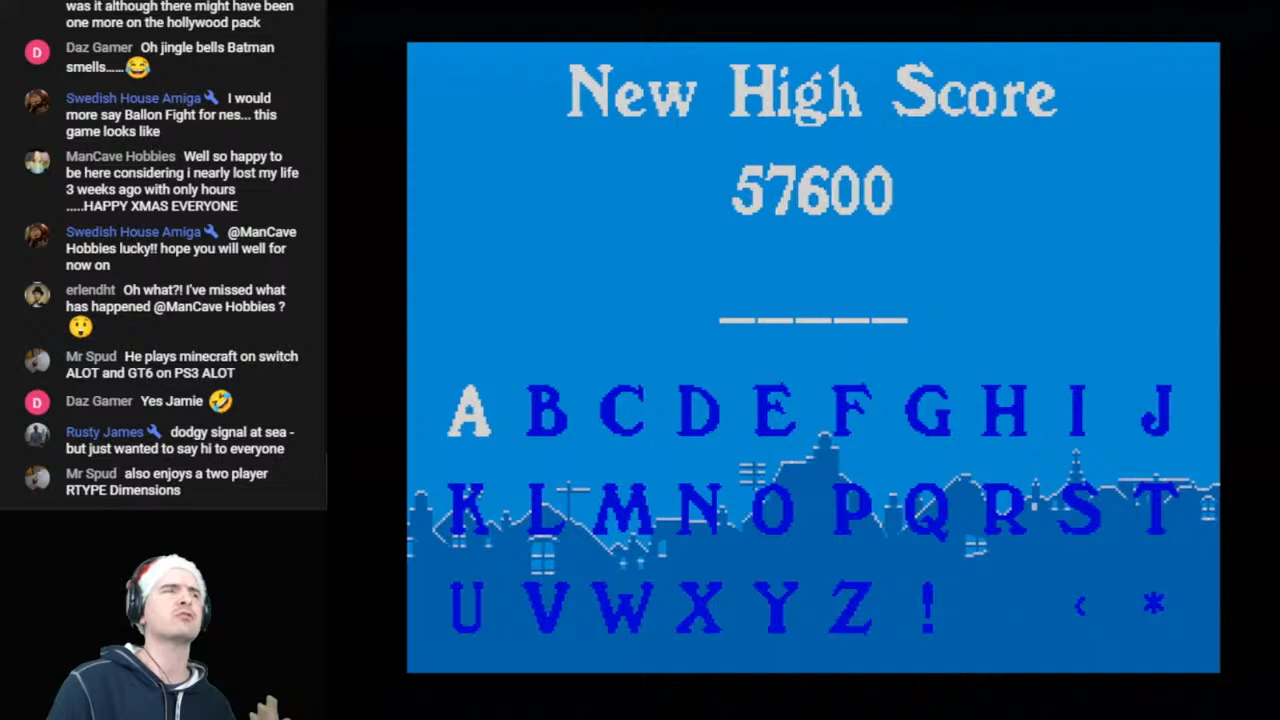 was it although there might have been
one more on the hollywood pack
D Daz Gamer Oh jingle bells Batman
smells......😂
Swedish House Amiga I would
more say Ballon Fight for nes... this
game looks like
ManCave Hobbies Well so happy to
be here considering i nearly lost my life
3 weeks ago with only hours
.....HAPPY XMAS EVERYONE
Swedish House Amiga @ManCave
Hobbies lucky!! hope you will well for
now on
erlendht Oh what?! I've missed what
has happened @ManCave Hobbies ?
😲
Mr Spud He plays minecraft on switch
ALOT and GT6 on PS3 ALOT
D Daz Gamer Yes Jamie 🤣
Rusty James dodgy signal at sea -
but just wanted to say hi to everyone
Mr Spud also enjoys a two player
RTYPE Dimensions
New High Score
57600
_____
A B C D E F G H I J
K L M N O P Q R S T
U V W X Y Z ! < *